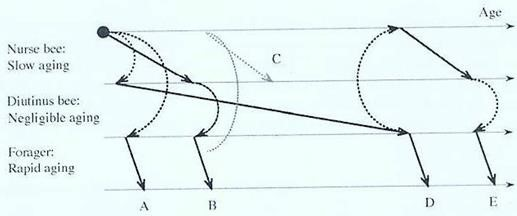 Age
Nurse bee:
Slow aging
C
Diutinus bee:
Negligible aging
Forager:
Rapid aging
A B D E